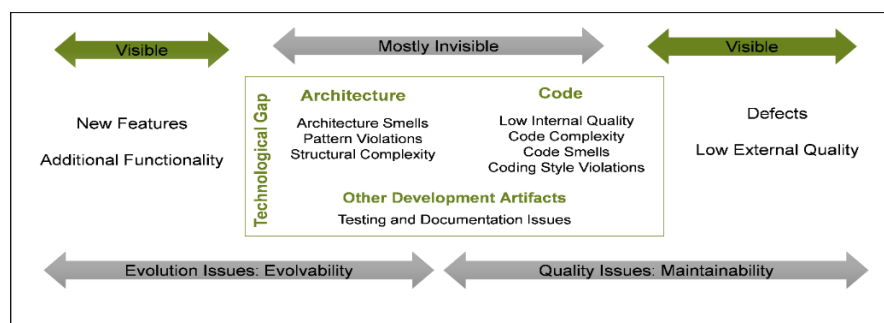 Visible
Mostly Invisible
Visible
New Features
Additional Functionality
Technological Gap
Architecture
Architecture Smells
Pattern Violations
Structural Complexity
Code
Low Internal Quality
Code Complexity
Code Smells
Coding Style Violations
Other Development Artifacts
Testing and Documentation Issues
Defects
Low External Quality
Evolution Issues: Evolvability
Quality Issues: Maintainability